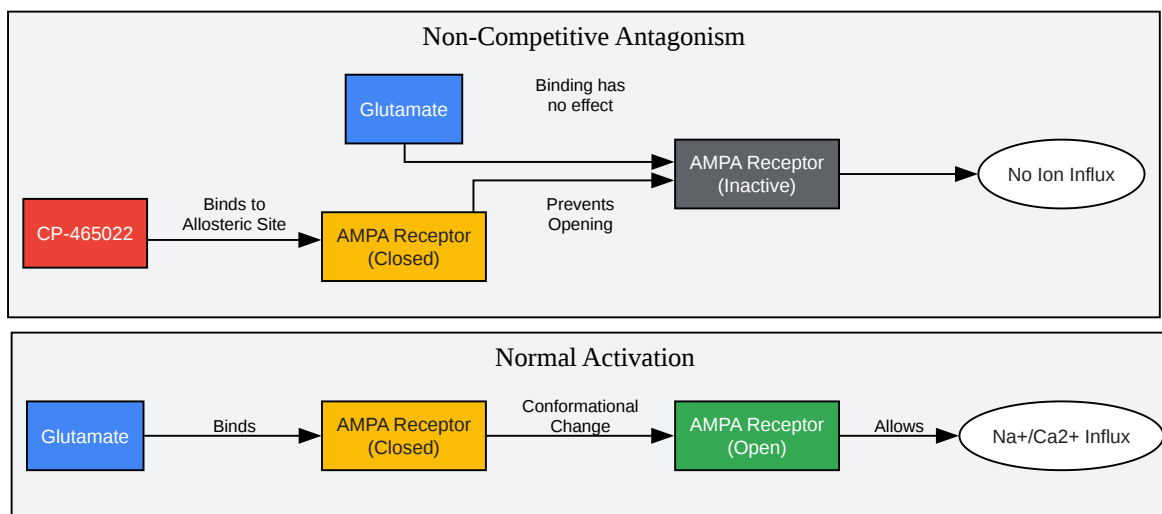 Non-Competitive Antagonism
Glutamate
Binding has
no effect
AMPA Receptor
(Inactive)
No Ion Influx
CP-465022
Binds to
Allosteric Site
AMPA Receptor
(Closed)
Prevents
Opening
Normal Activation
Glutamate
Binds
AMPA Receptor
(Closed)
Conformational
Change
AMPA Receptor
(Open)
Allows
Na+/Ca2+ Influx